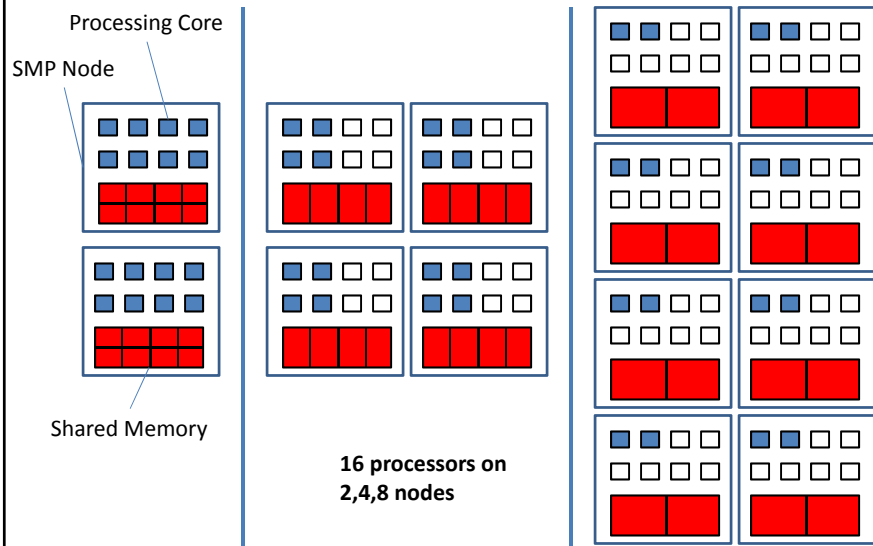 Processing Core
SMP Node
Shared Memory
16 processors on
2,4,8 nodes